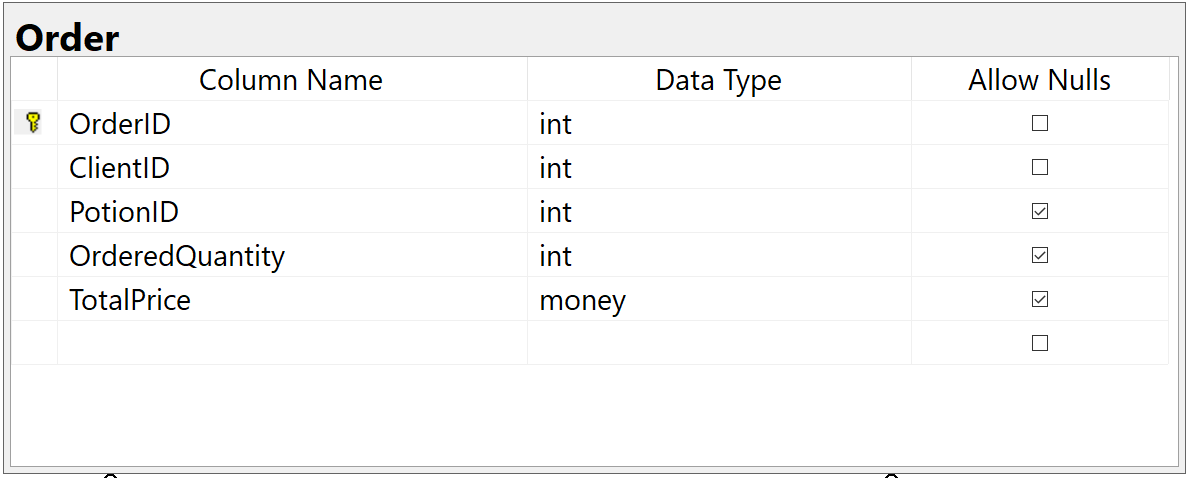 Order
Column Name Data Type Allow Nulls
OrderID int
ClientID int
PotionID int
OrderedQuantity int
TotalPrice money